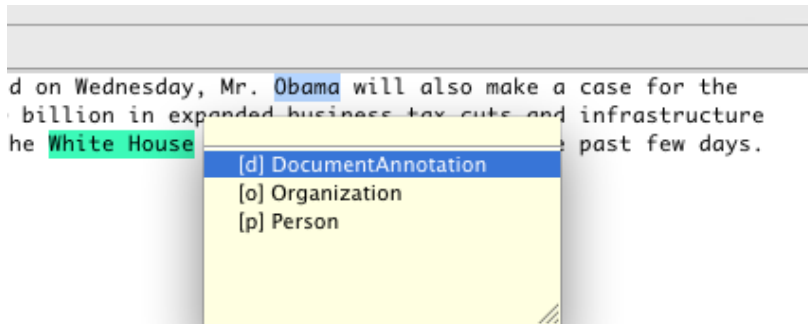 d on Wednesday, Mr. Obama will also make a case for the
billion in expanded business tax cuts and infrastructure
he White House past few days.
[d] DocumentAnnotation
[o] Organization
[p] Person